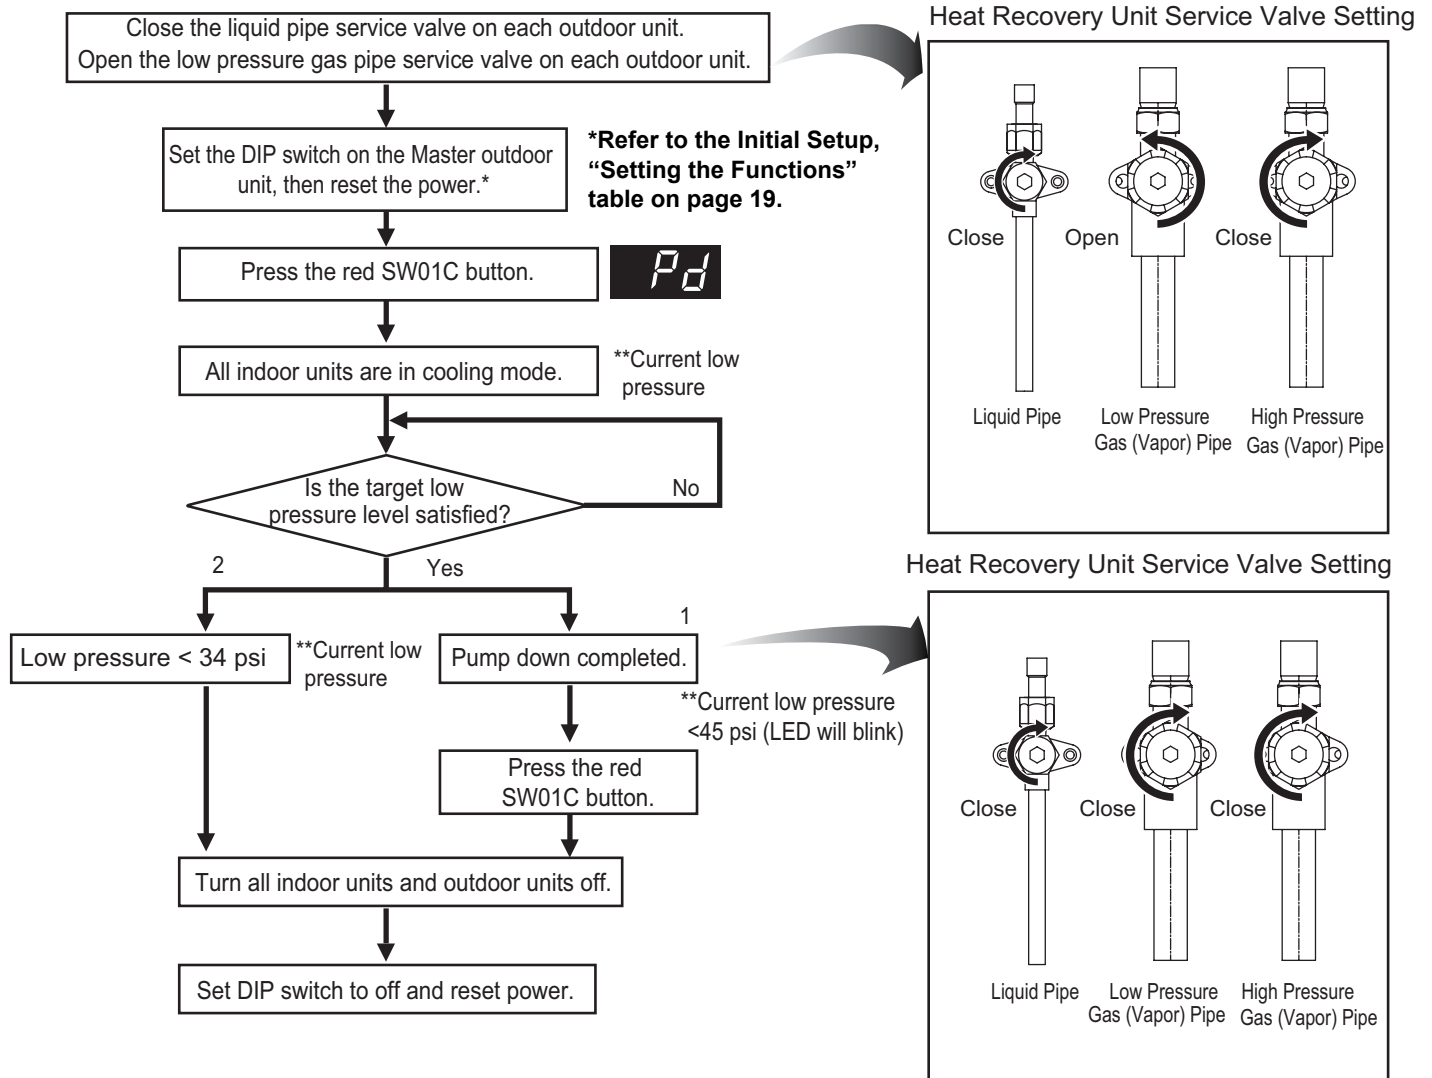 Close the liquid pipe service valve on each outdoor unit.
Open the low pressure gas pipe service valve on each outdoor unit.
Set the DIP switch on the Master outdoor
unit, then reset the power.*
*Refer to the Initial Setup,
“Setting the Functions”
table on page 19.
Press the red SW01C button.
Pd
All indoor units are in cooling mode.
**Current low
pressure
Is the target low
pressure level satisfied?
No
2
Yes
1
Low pressure < 34 psi
**Current low
pressure
Pump down completed.
**Current low pressure
<45 psi (LED will blink)
Press the red
SW01C button.
Turn all indoor units and outdoor units off.
Set DIP switch to off and reset power.
Heat Recovery Unit Service Valve Setting
Close
Open
Close
Liquid Pipe
Low Pressure
Gas (Vapor) Pipe
High Pressure
Gas (Vapor) Pipe
Heat Recovery Unit Service Valve Setting
Close
Close
Close
Liquid Pipe
Low Pressure
Gas (Vapor) Pipe
High Pressure
Gas (Vapor) Pipe